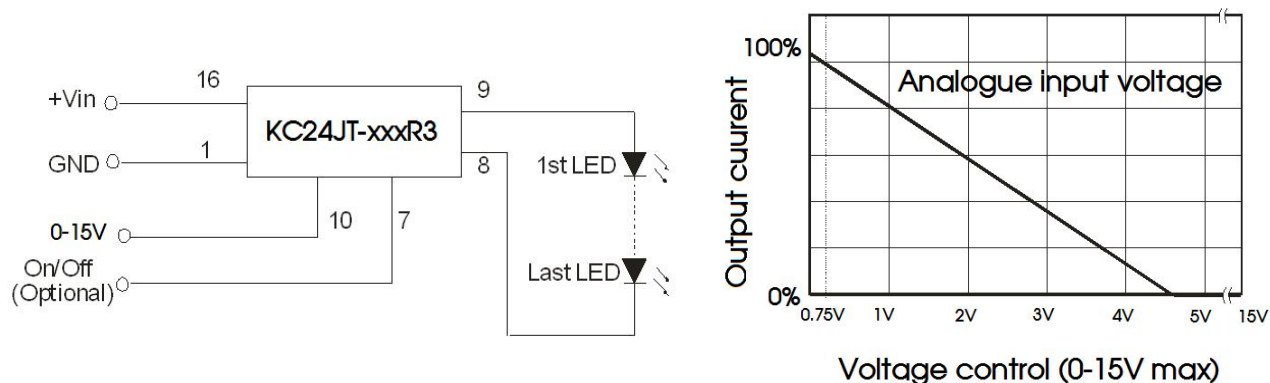 16
+Vin
KC24JT-xxxR3
9
GND
1
8
1st LED
0-15V
10
7
On/Off
(Optional)
Last LED
100%
Analogue input voltage
Output cuurent
0%
0.75V 1V 2V 3V 4V 5V 15V
Voltage control (0-15V max)